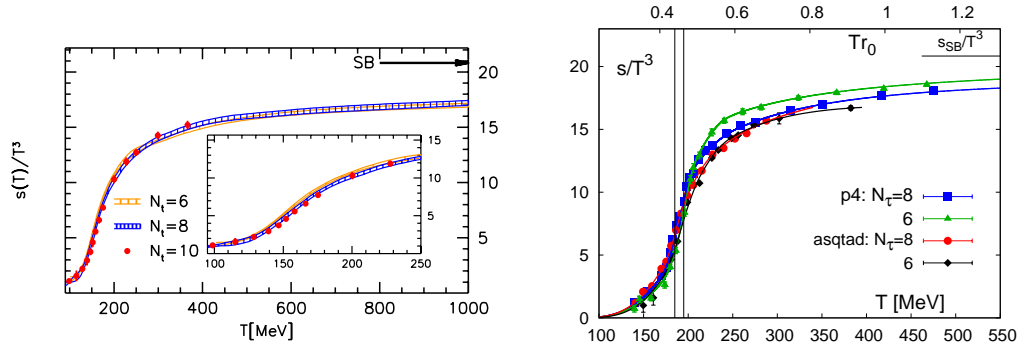 SB
s(T)/T³
20
15
10
5
N_t=6
N_t=8
N_t=10
15
10
5
100 150 200 250
200 400 600 800 1000
T[MeV]
0.4 0.6 0.8 1 1.2
Tr_0
s_SB/T^3
s/T^3
20
15
10
5
0
p4: N_τ=8
6
asqtad: N_τ=8
6
T [MeV]
100 150 200 250 300 350 400 450 500 550